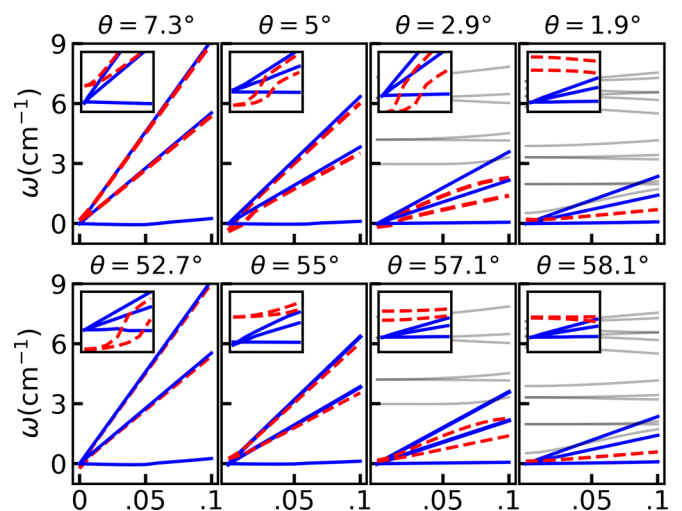 θ = 7.3° θ = 5° θ = 2.9° θ = 1.9°
9
6
3
0
ω(cm⁻¹)
θ = 52.7° θ = 55° θ = 57.1° θ = 58.1°
9
6
3
0
ω(cm⁻¹)
0 .05 .1 .05 .1 .05 .1 .05 .1